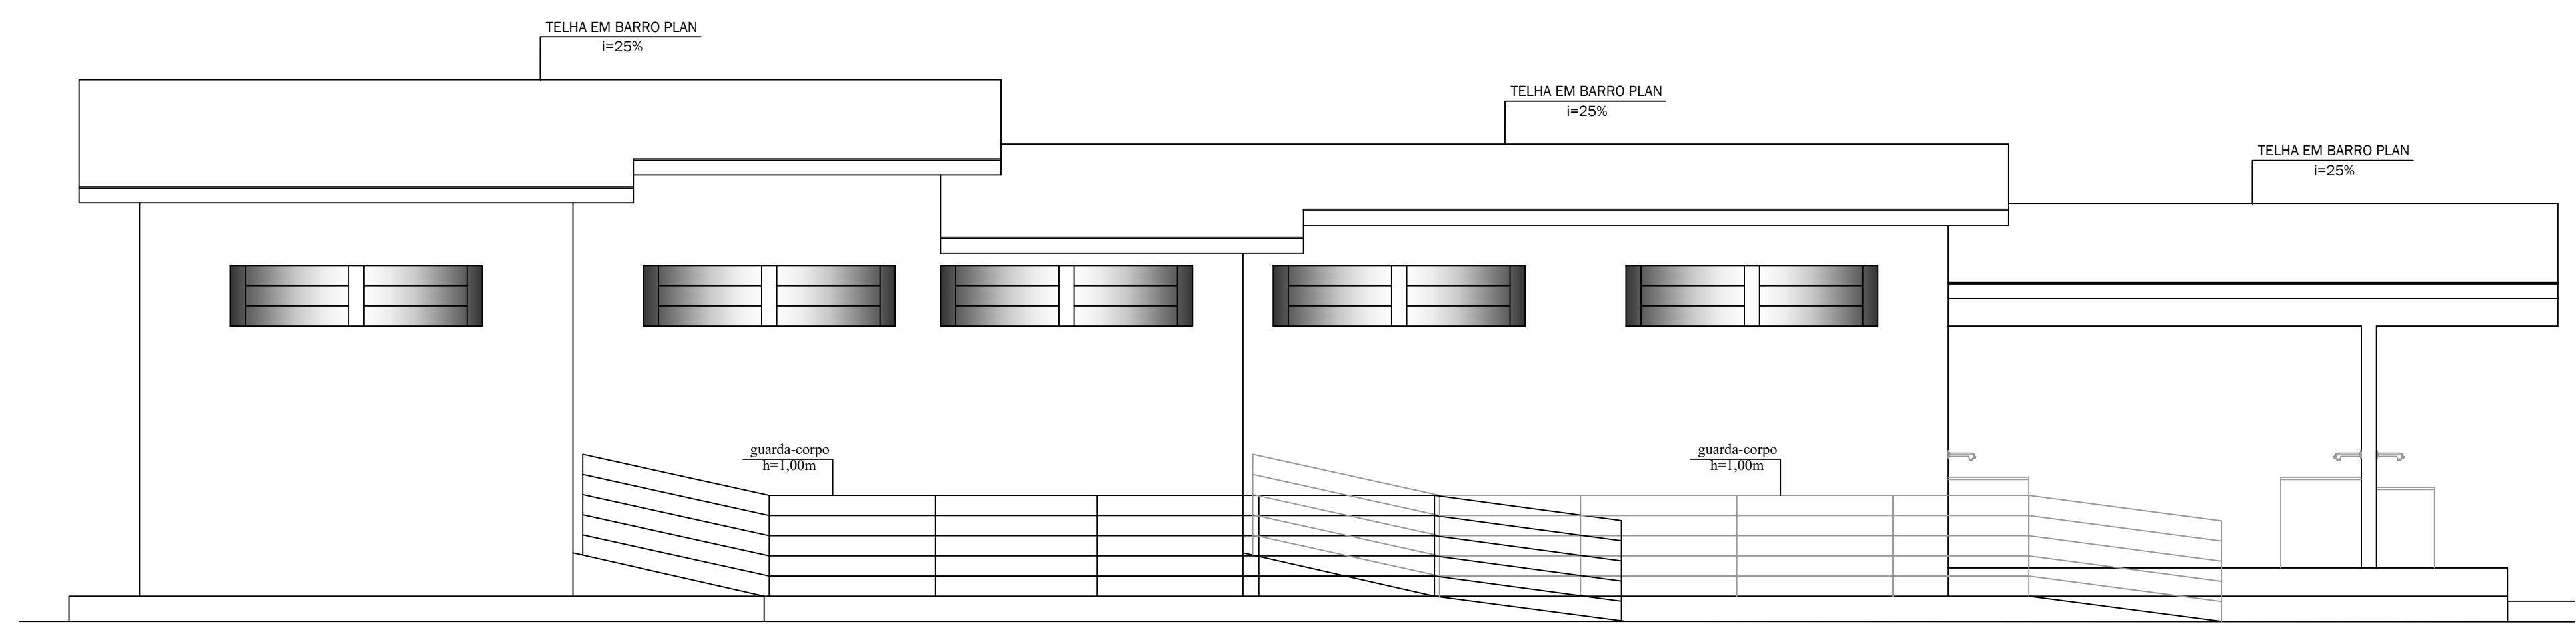 TELHA EM BARRO PLAN
i=25%
TELHA EM BARRO PLAN
i=25%
TELHA EM BARRO PLAN
i=25%
guarda-corpo
h=1,00m
guarda-corpo
h=1,00m